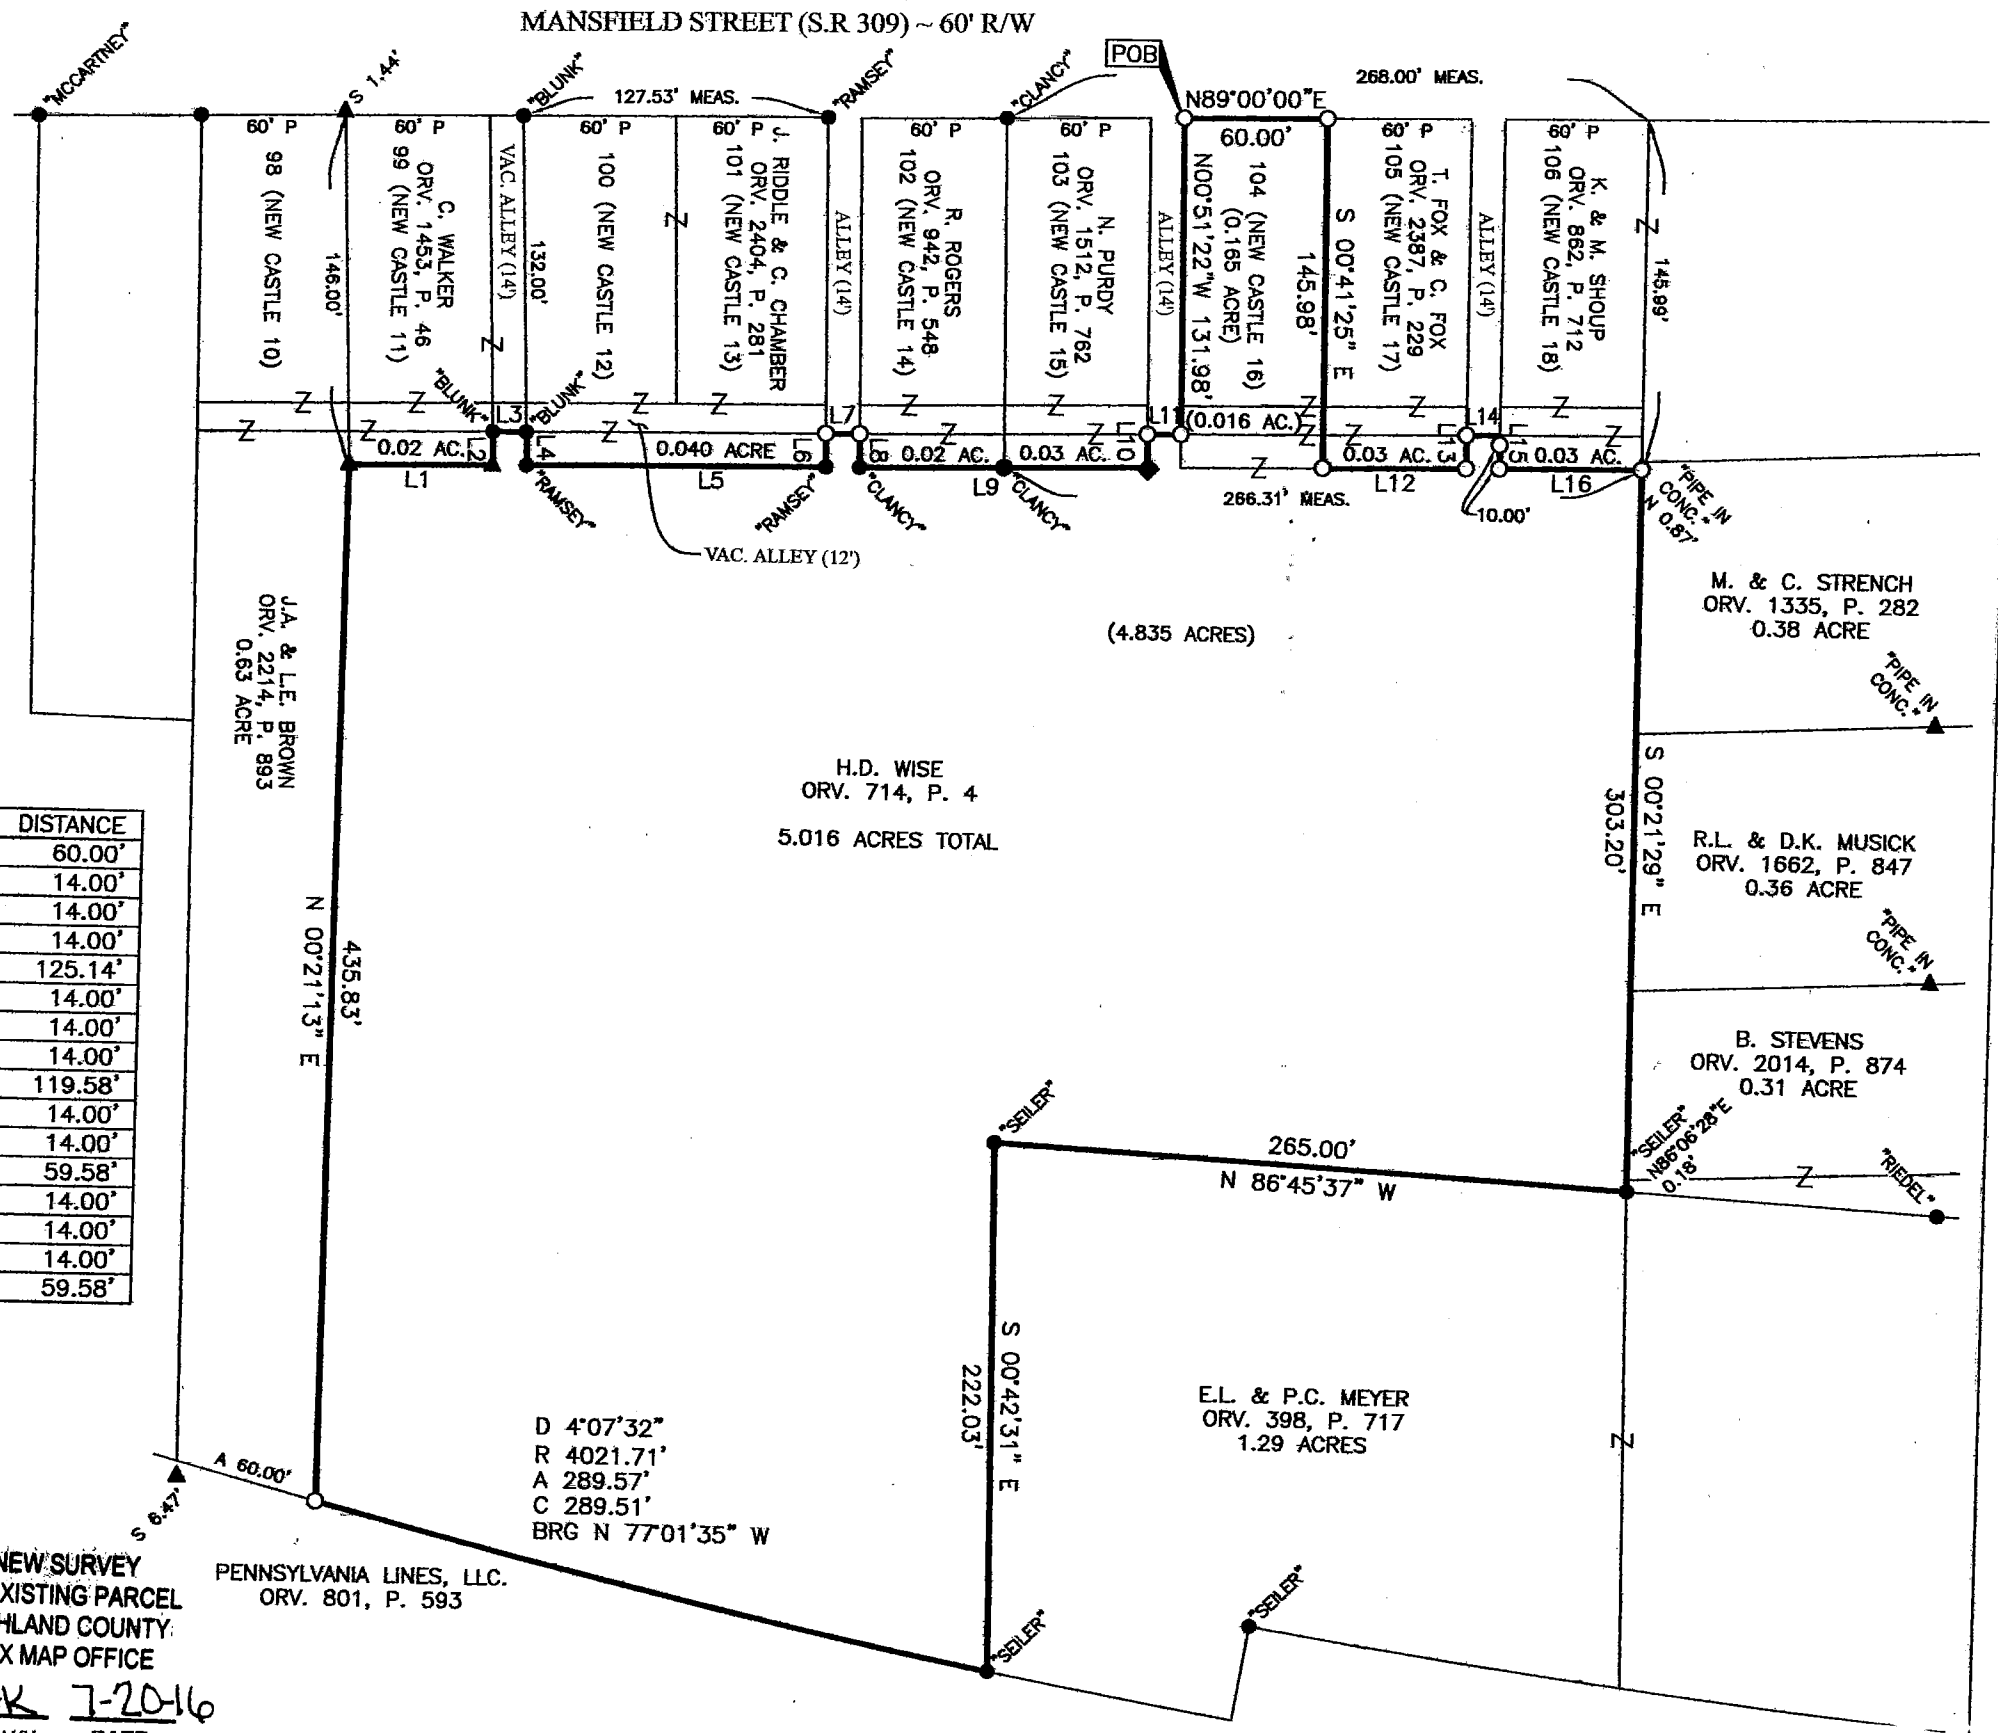 MANSFIELD STREET (S.R 309) ~ 60' R/W
"MCCARTNEY"
S 1.44'
"BLUNK"
127.53' MEAS.
"RAMSEY"
"CLANCY"
POB
N89°00'00"E
60.00'
268.00' MEAS.
60' P
98 (NEW CASTLE 10)
146.00'
60' P
C. WALKER
ORV. 1453, P. 46
99 (NEW CASTLE 11)
VAC. ALLEY (14')
132.00'
60' P
100 (NEW CASTLE 12)
60' P
J. RIDDLE & C. CHAMBER
ORV. 2404, P. 281
101 (NEW CASTLE 13)
ALLEY (14')
60' P
R. ROGERS
ORV. 942, P. 548
102 (NEW CASTLE 14)
60' P
N. PURDY
ORV. 1512, P. 762
103 (NEW CASTLE 15)
ALLEY (14')
N00°51'22"W 131.98'
104 (NEW CASTLE 16)
(0.165 ACRE)
S 00°41'25" E
145.98'
60' P
T. FOX & C. FOX
ORV. 2387, P. 229
105 (NEW CASTLE 17)
ALLEY (14')
60' P
K. & M. SHOUP
ORV. 862, P. 712
106 (NEW CASTLE 18)
Z
145.99'
Z
Z
"BLUNK"
L3
"BLUNK"
L7
L11
(0.016 AC.)
L14
Z Z Z Z Z Z Z
Z Z Z Z Z Z Z
0.02 AC.
L2
L4
0.040 ACRE
L6
L8
0.02 AC.
0.03 AC.
L10
0.03 AC.
L13
L15
0.03 AC.
L1
"RAMSEY"
L5
"RAMSEY"
"CLANCY"
L9
"CLANCY"
Z
266.31' MEAS.
L12
10.00'
L16
"PIPE IN
CONC."
N 0.87'
VAC. ALLEY (12')
J.A. & L.E. BROWN
ORV. 2214, P. 893
0.63 ACRE
(4.835 ACRES)
M. & C. STRENCH
ORV. 1335, P. 282
0.38 ACRE
"PIPE IN
CONC."
H.D. WISE
ORV. 714, P. 4
5.016 ACRES TOTAL
S 00°21'29" E
303.20'
R.L. & D.K. MUSICK
ORV. 1662, P. 847
0.36 ACRE
"PIPE IN
CONC."
DISTANCE
60.00'
14.00'
14.00'
14.00'
125.14'
14.00'
14.00'
14.00'
119.58'
14.00'
14.00'
59.58'
14.00'
14.00'
14.00'
59.58'
435.83'
N 00°21'13" E
B. STEVENS
ORV. 2014, P. 874
0.31 ACRE
"SEILER"
265.00'
N 86°45'37" W
"SEILER"
N86°06'28"E
0.18'
Z
"RIEDEL"
S 00°42'31" E
222.03'
E.L. & P.C. MEYER
ORV. 398, P. 717
1.29 ACRES
Z
D 4°07'32"
R 4021.71'
A 289.57'
C 289.51'
BRG N 77°01'35" W
A 60.00'
S 6.47'
PENNSYLVANIA LINES, LLC.
ORV. 801, P. 593
"SEILER"
"SEILER"
NEW SURVEY
XISTING PARCEL
HLAND COUNTY
X MAP OFFICE
K 7-20-16